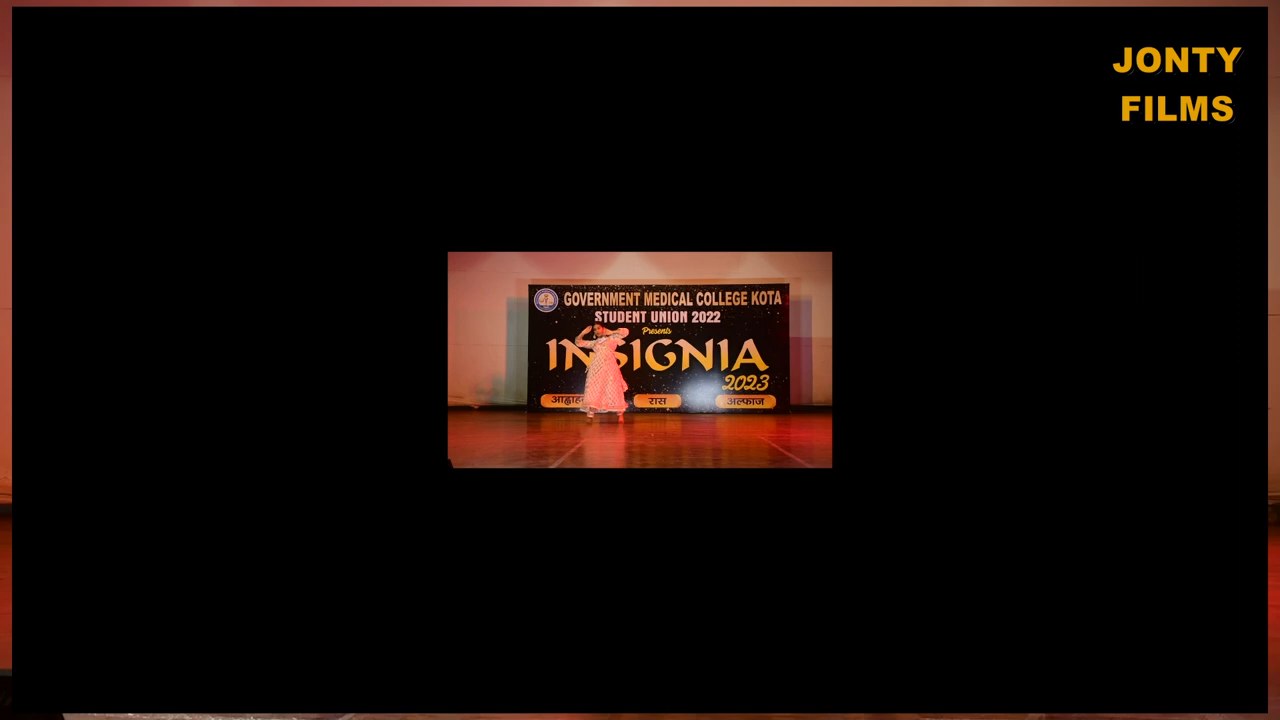 JONTY
FILMS
GOVERNMENT MEDICAL COLLEGE KOTA
STUDENT UNION 2022
Presents
INSIGNIA
2023
रास अल्फाज